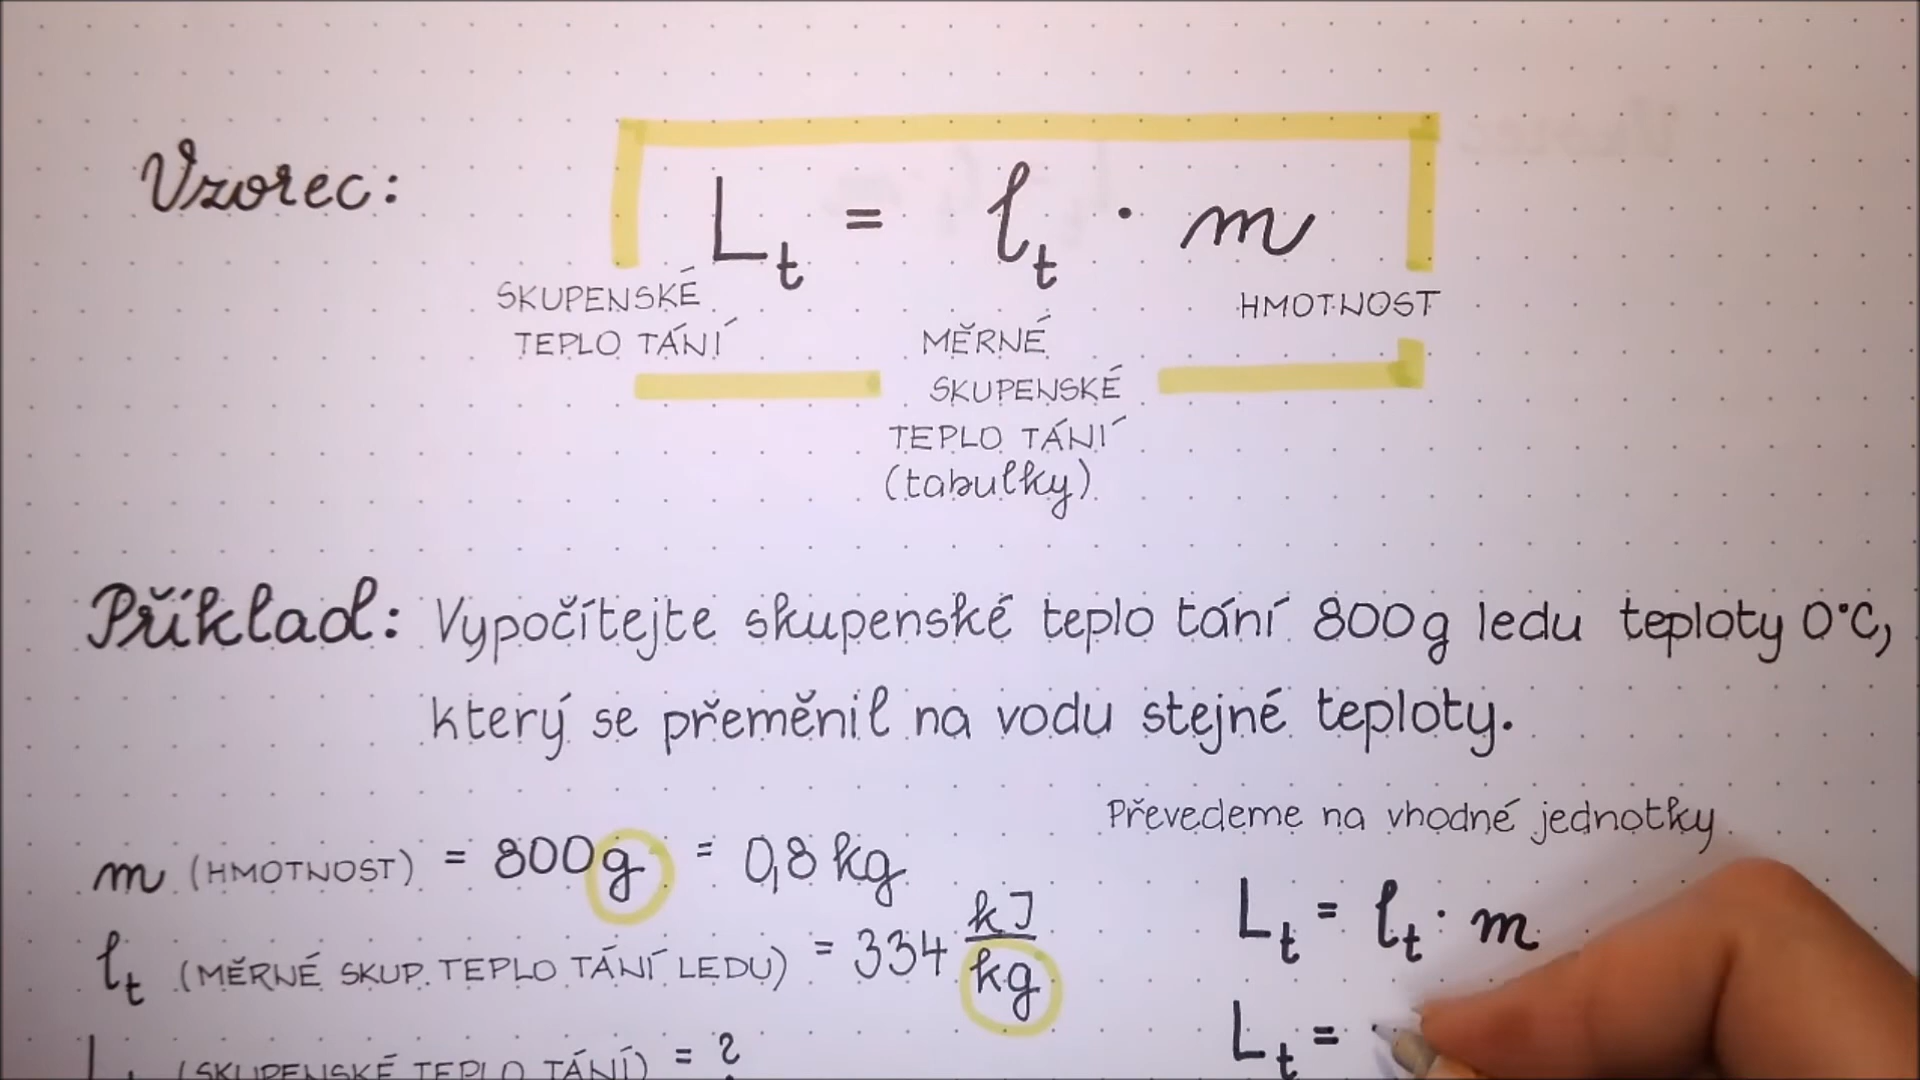 Vzorec:
L_t = l_t · m
SKUPENSKÉ
TEPLO TÁNÍ
MĚRNÉ
SKUPENSKÉ
TEPLO TÁNÍ
(tabulky)
HMOTNOST
Příklad: Vypočítejte skupenské teplo tání 800g ledu teploty 0°C,
který se přeměnil na vodu stejné teploty.
Převedeme na vhodné jednotky
m (HMOTNOST) = 800g = 0,8 kg
l_t (MĚRNÉ SKUP. TEPLO TÁNÍ LEDU) = 334 kJ/kg
L_t (SKUPENSKÉ TEPLO TÁNÍ) = ?
L_t = l_t · m
L_t =